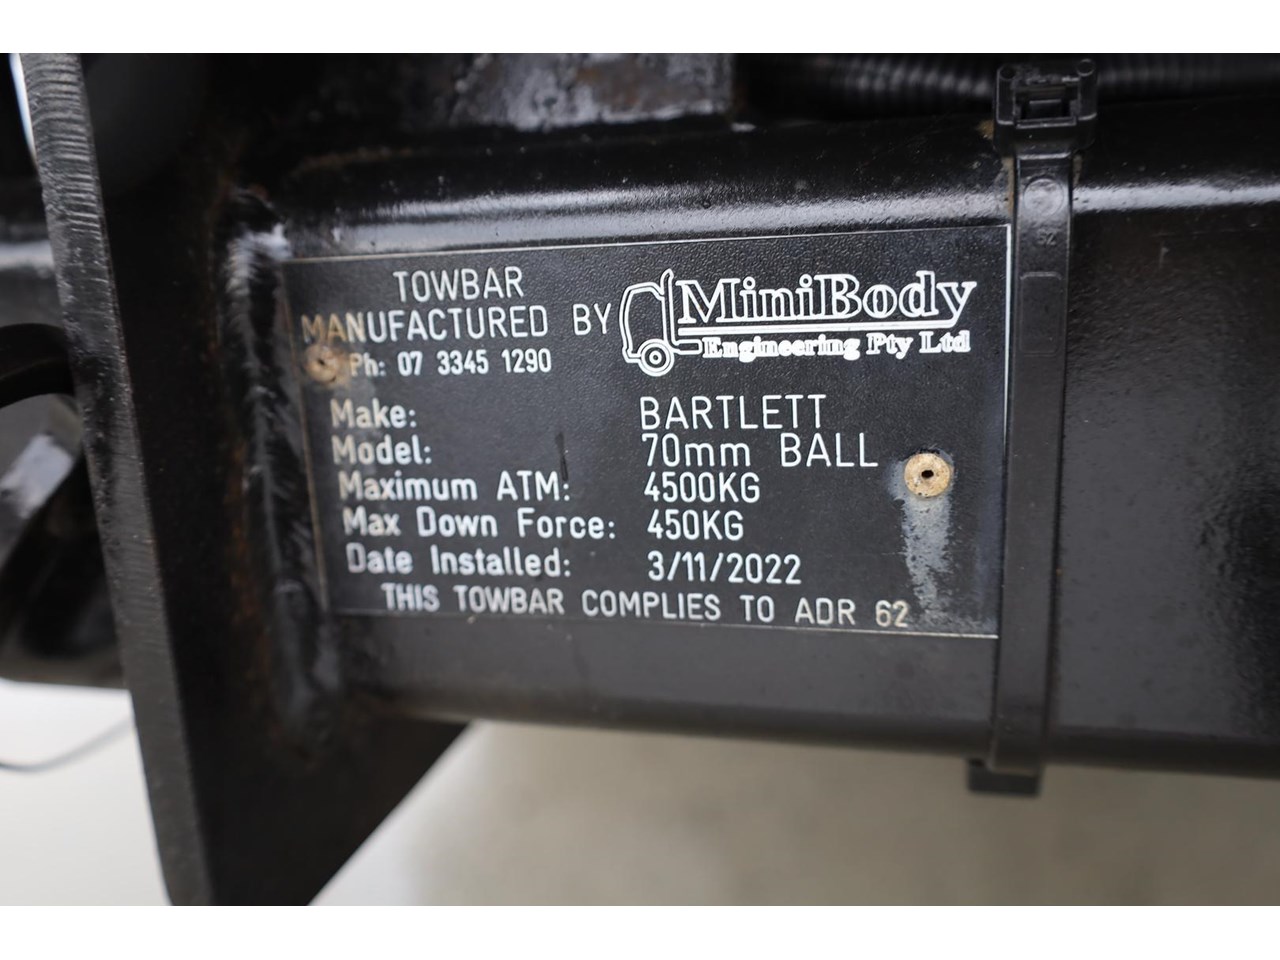 TOWBAR
MANUFACTURED BY
MiniBody
Engineering Pty Ltd
Ph: 07 3345 1290
Make: BARTLETT
Model: 70mm BALL
Maximum ATM: 4500KG
Max Down Force: 450KG
Date Installed: 3/11/2022
THIS TOWBAR COMPLIES TO ADR 62